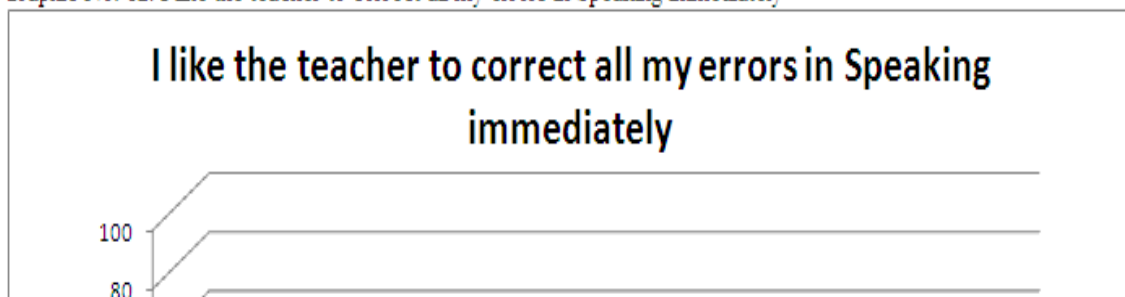 I like the teacher to correct all my errors in Speaking
immediately
100
80